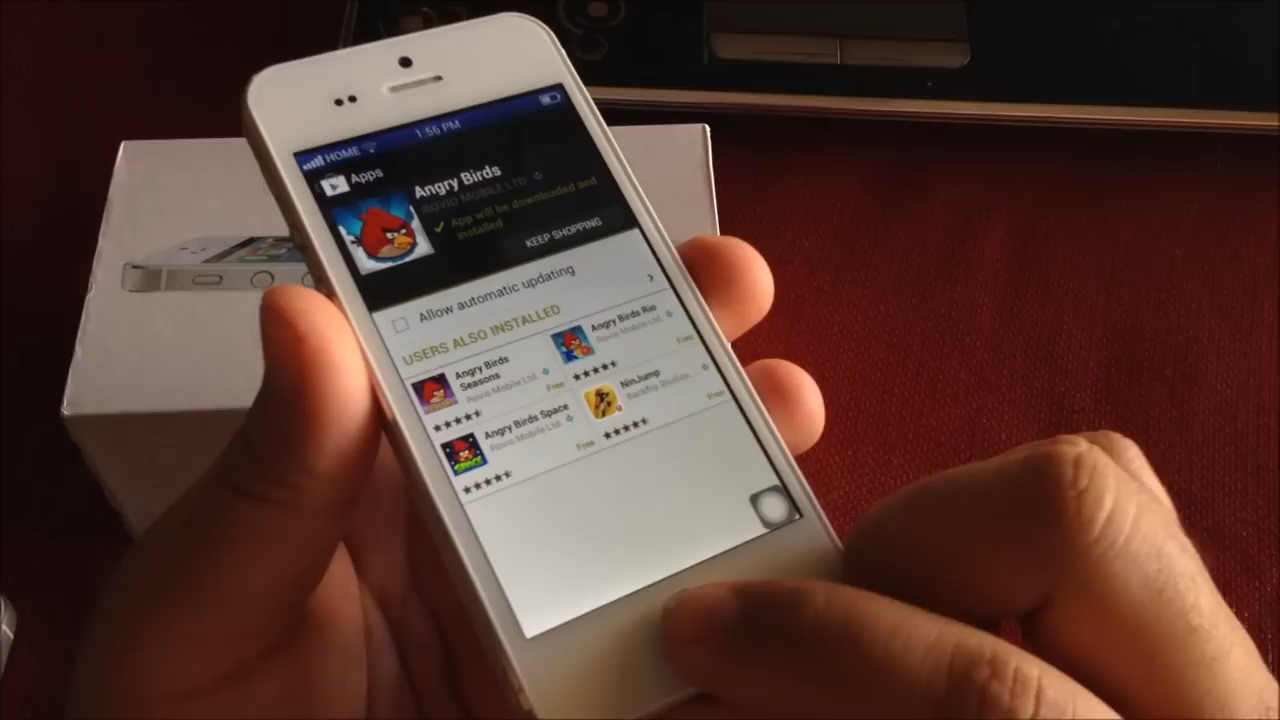 HOME
1:56 PM
Apps
Angry Birds
ROVIO MOBILE LTD
App will be downloaded and
installed
KEEP SHOPPING
Allow automatic updating
USERS ALSO INSTALLED
Angry Birds
Seasons
Rovio Mobile Ltd.
Free
Angry Birds Rio
Rovio Mobile Ltd.
Free
Angry Birds Space
Rovio Mobile Ltd.
Free
NinJump
Backflip Studios
Free
SPACE